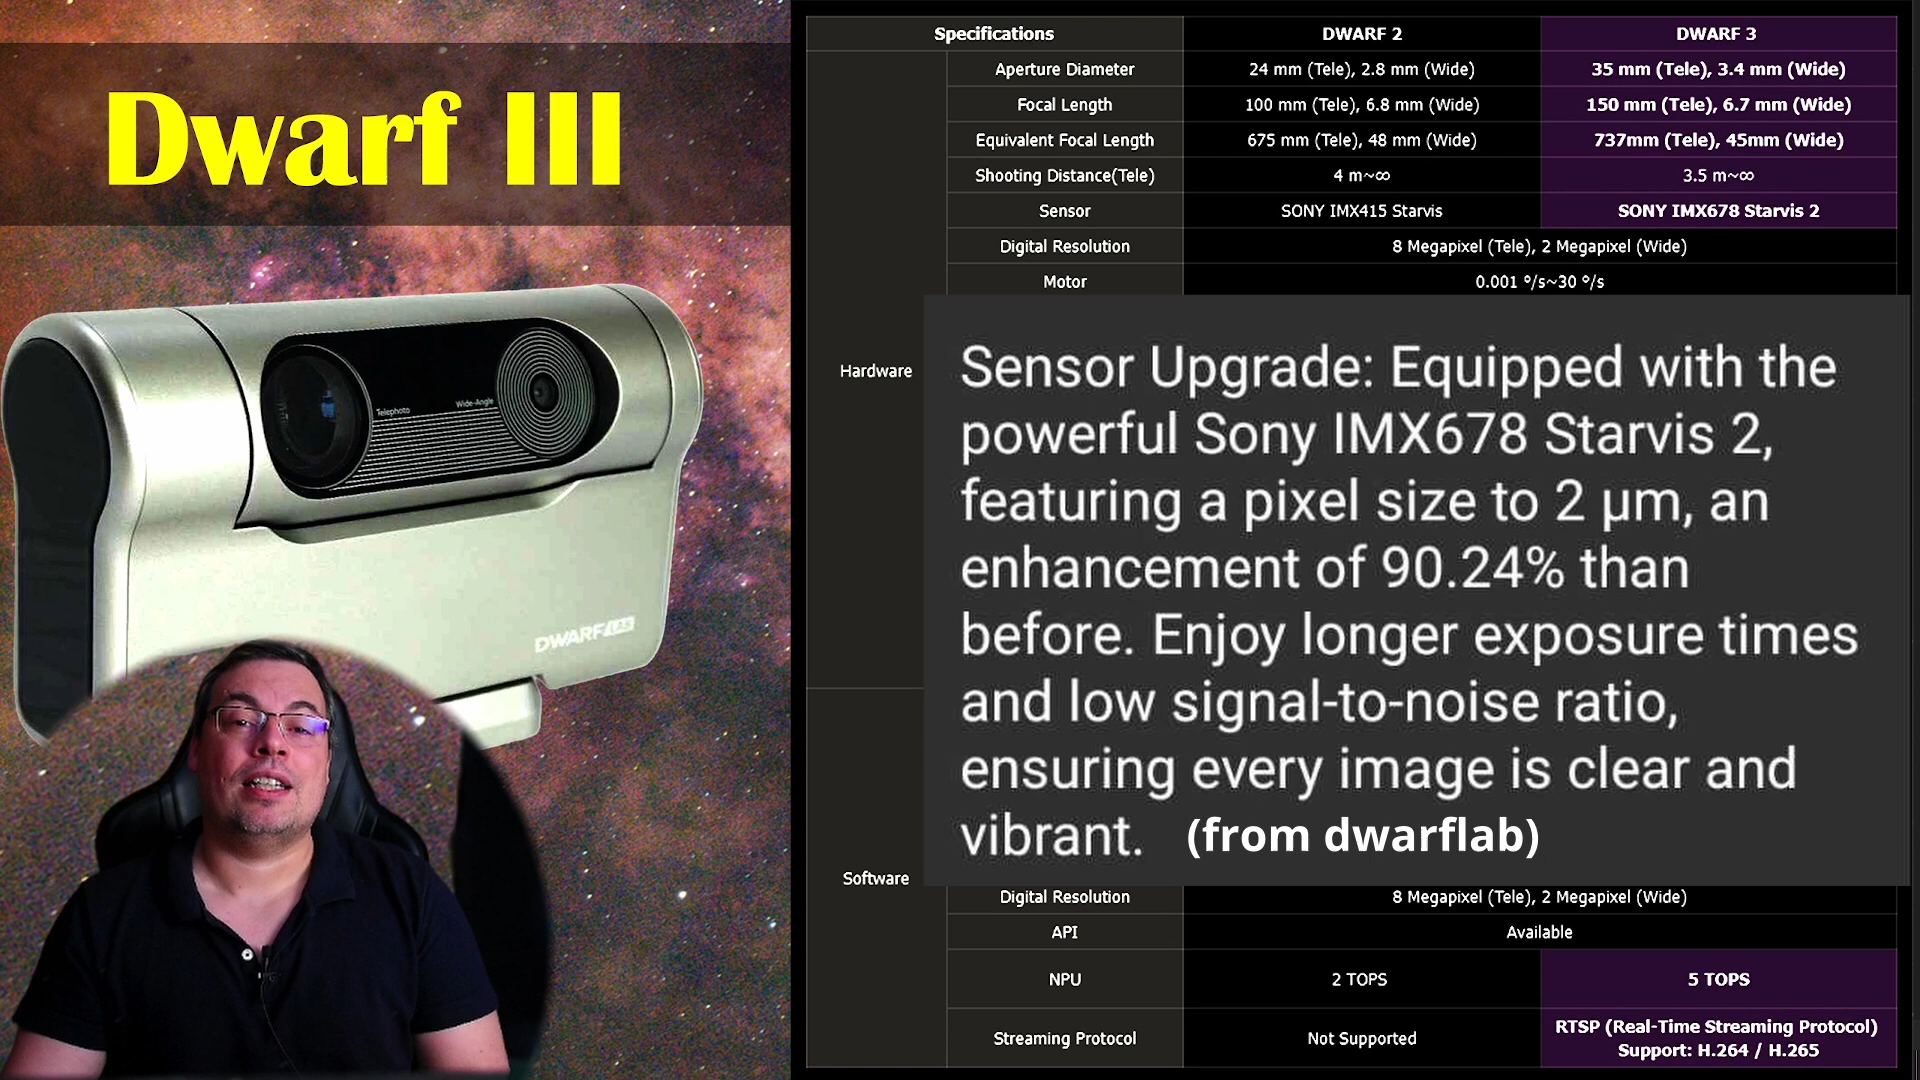 Dwarf III
Telephoto
Wide-Angle
DWARFLAB
Specifications DWARF 2 DWARF 3
Hardware
Aperture Diameter 24 mm (Tele), 2.8 mm (Wide) 35 mm (Tele), 3.4 mm (Wide)
Focal Length 100 mm (Tele), 6.8 mm (Wide) 150 mm (Tele), 6.7 mm (Wide)
Equivalent Focal Length 675 mm (Tele), 48 mm (Wide) 737mm (Tele), 45mm (Wide)
Shooting Distance(Tele) 4 m~∞ 3.5 m~∞
Sensor SONY IMX415 Starvis SONY IMX678 Starvis 2
Digital Resolution 8 Megapixel (Tele), 2 Megapixel (Wide)
Motor 0.001 º/s~30 º/s
Sensor Upgrade: Equipped with the
powerful Sony IMX678 Starvis 2,
featuring a pixel size to 2 μm, an
enhancement of 90.24% than
before. Enjoy longer exposure times
and low signal-to-noise ratio,
ensuring every image is clear and
vibrant. (from dwarflab)
Software
Digital Resolution 8 Megapixel (Tele), 2 Megapixel (Wide)
API Available
NPU 2 TOPS 5 TOPS
Streaming Protocol Not Supported RTSP (Real-Time Streaming Protocol)
Support: H.264 / H.265